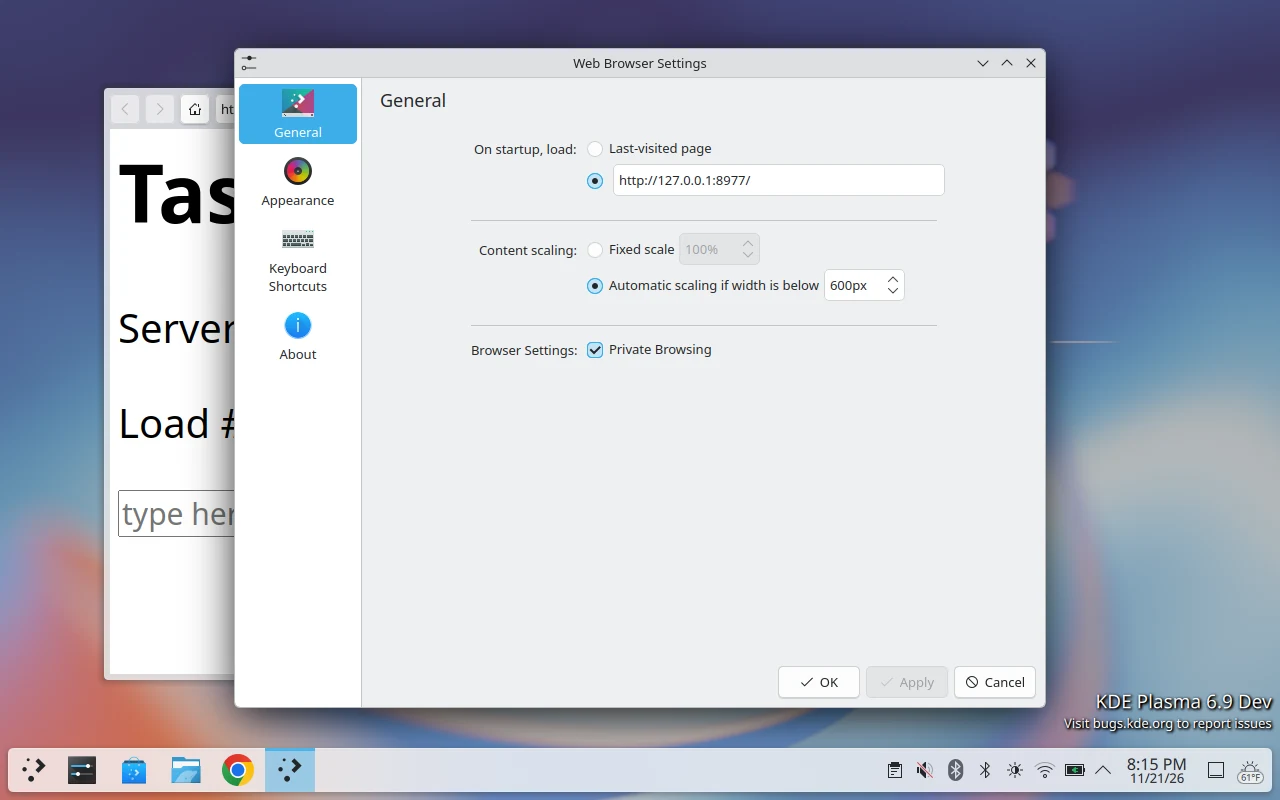 Web Browser Settings
General
Appearance
Keyboard
Shortcuts
About
General
On startup, load:
Last-visited page
http://127.0.0.1:8977/
Content scaling:
Fixed scale
100%
Automatic scaling if width is below
600px
Browser Settings:
Private Browsing
OK
Apply
Cancel
ht
Tas
Server
Load #
type her
KDE Plasma 6.9 Dev
Visit bugs.kde.org to report issues
8:15 PM
11/21/26
61°F